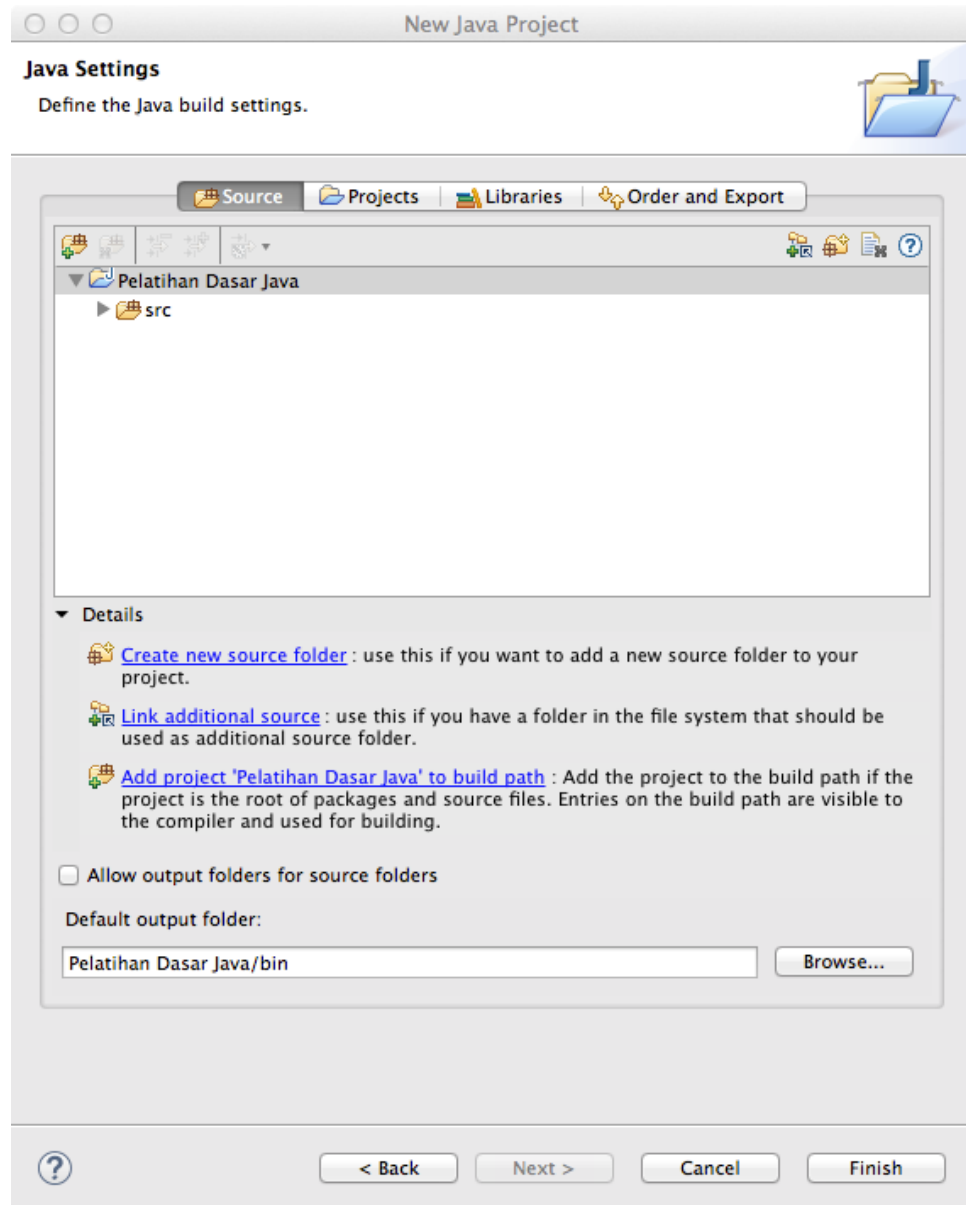 New Java Project
Java Settings
Define the Java build settings.
Source
Projects
Libraries
Order and Export
Pelatihan Dasar Java
src
Details
Create new source folder : use this if you want to add a new source folder to your
project.
Link additional source : use this if you have a folder in the file system that should be
used as additional source folder.
Add project 'Pelatihan Dasar Java' to build path : Add the project to the build path if the
project is the root of packages and source files. Entries on the build path are visible to
the compiler and used for building.
Allow output folders for source folders
Default output folder:
Pelatihan Dasar Java/bin
Browse...
< Back
Next >
Cancel
Finish